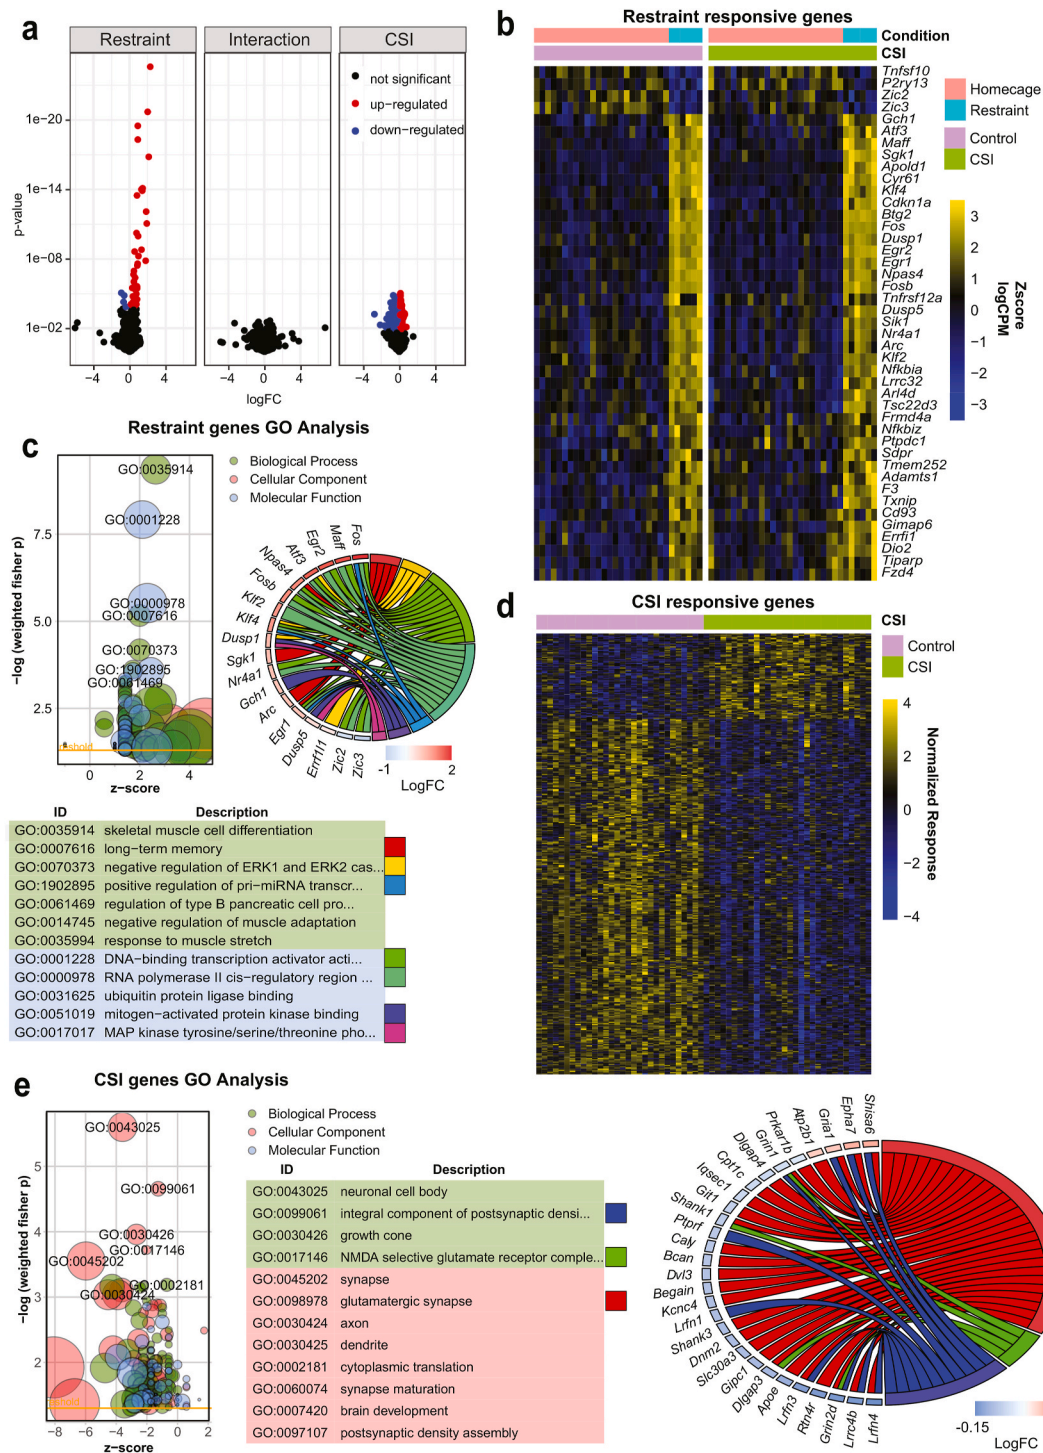 a
Restraint
Interaction
CSI
not significant
up−regulated
down−regulated
1e−20
1e−14
1e−08
1e−02
p-value
−4
0
4
−4
0
4
−4
0
4
logFC
b
Restraint responsive genes
Condition
CSI
Tnfsf10
P2ry13
Zic2
Zic3
Gch1
Atf3
Maff
Sgk1
Apold1
Cyr61
Klf4
Cdkn1a
Btg2
Fos
Dusp1
Egr2
Egr1
Npas4
Fosb
Tnfrsf12a
Dusp5
Sik1
Nr4a1
Arc
Klf2
Nfkbia
Lrrc32
Arl4d
Tsc22d3
Frmd4a
Nfkbiz
Ptpdc1
Sdpr
Tmem252
Adamts1
F3
Txnip
Cd93
Gimap6
Errfi1
Dio2
Tiparp
Fzd4
Homecage
Restraint
Control
CSI
3
2
1
0
−1
−2
−3
Zscore
logCPM
c
Restraint genes GO Analysis
Biological Process
Cellular Component
Molecular Function
GO:0035914
GO:0001228
GO:0000978
GO:0007616
GO:0070373
GO:1902895
GO:0061469
7.5
5.0
2.5
−log (weighted fisher p)
0
2
4
z−score
Fos
Maff
Egr2
Atf3
Npas4
Fosb
Klf2
Klf4
Dusp1
Sgk1
Nr4a1
Gch1
Arc
Egr1
Dusp5
Errfl1
Zic2
Zic3
-1
2
LogFC
ID Description
GO:0035914 skeletal muscle cell differentiation
GO:0007616 long−term memory
GO:0070373 negative regulation of ERK1 and ERK2 cas...
GO:1902895 positive regulation of pri−miRNA transcr...
GO:0061469 regulation of type B pancreatic cell pro...
GO:0014745 negative regulation of muscle adaptation
GO:0035994 response to muscle stretch
GO:0001228 DNA−binding transcription activator acti...
GO:0000978 RNA polymerase II cis−regulatory region ...
GO:0031625 ubiquitin protein ligase binding
GO:0051019 mitogen−activated protein kinase binding
GO:0017017 MAP kinase tyrosine/serine/threonine pho...
d
CSI responsive genes
CSI
Control
CSI
4
2
0
−2
−4
Normalized Response
e
CSI genes GO Analysis
Biological Process
Cellular Component
Molecular Function
GO:0043025
GO:0099061
GO:0030426
GO:0017146
GO:0045202
GO:0002181
GO:0030424
5
4
3
2
−log (weighted fisher p)
−8
−6
−4
−2
0
2
z−score
ID Description
GO:0043025 neuronal cell body
GO:0099061 integral component of postsynaptic densi...
GO:0030426 growth cone
GO:0017146 NMDA selective glutamate receptor comple...
GO:0045202 synapse
GO:0098978 glutamatergic synapse
GO:0030424 axon
GO:0030425 dendrite
GO:0002181 cytoplasmic translation
GO:0060074 synapse maturation
GO:0007420 brain development
GO:0097107 postsynaptic density assembly
Shisa6
Epha7
Gria1
Atp2b1
Prkar1b
Grin1
Dlgap4
Cpt1c
Iqsec1
Git1
Shank1
Ptprf
Caly
Bcan
Dvl3
Begain
Kcnc4
Lrfn1
Shank3
Dnm2
Slc30a3
Gipc1
Dlgap3
Apoe
Lrfn3
Rtn4r
Grin2d
Lrrc4b
Lrfn4
-0.15
LogFC